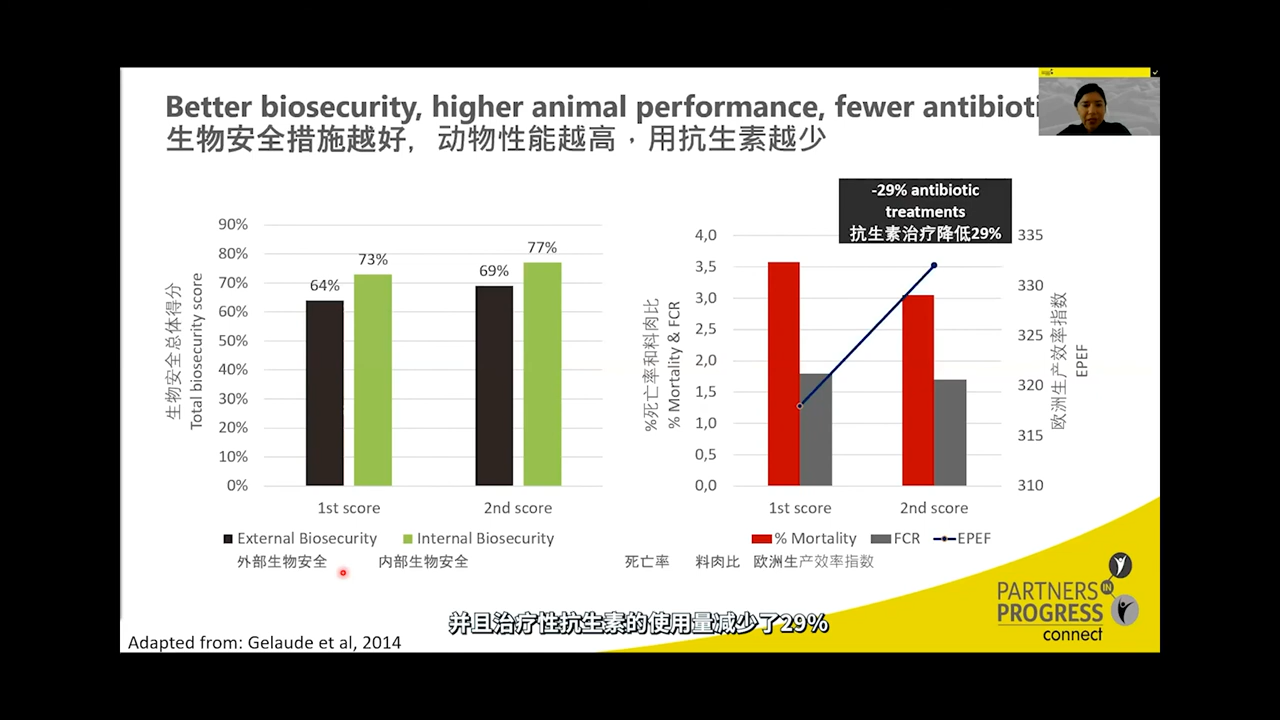 Better biosecurity, higher animal performance, fewer antibioti
生物安全措施越好，动物性能越高，用抗生素越少
-29% antibiotic
treatments
抗生素治疗降低29%
生物安全总体得分
Total biosecurity score
90%
80%
70%
60%
50%
40%
30%
20%
10%
0%
64%
73%
69%
77%
1st score
2nd score
External Biosecurity
Internal Biosecurity
外部生物安全
内部生物安全
%死亡率和料肉比
% Mortality & FCR
4,0
3,5
3,0
2,5
2,0
1,5
1,0
0,5
0,0
335
330
325
320
315
310
欧洲生产效率指数
EPEF
1st score
2nd score
% Mortality
FCR
EPEF
死亡率
料肉比
欧洲生产效率指数
PARTNERS IN
PROGRESS
connect
并且治疗性抗生素的使用量减少了29%
Adapted from: Gelaude et al, 2014